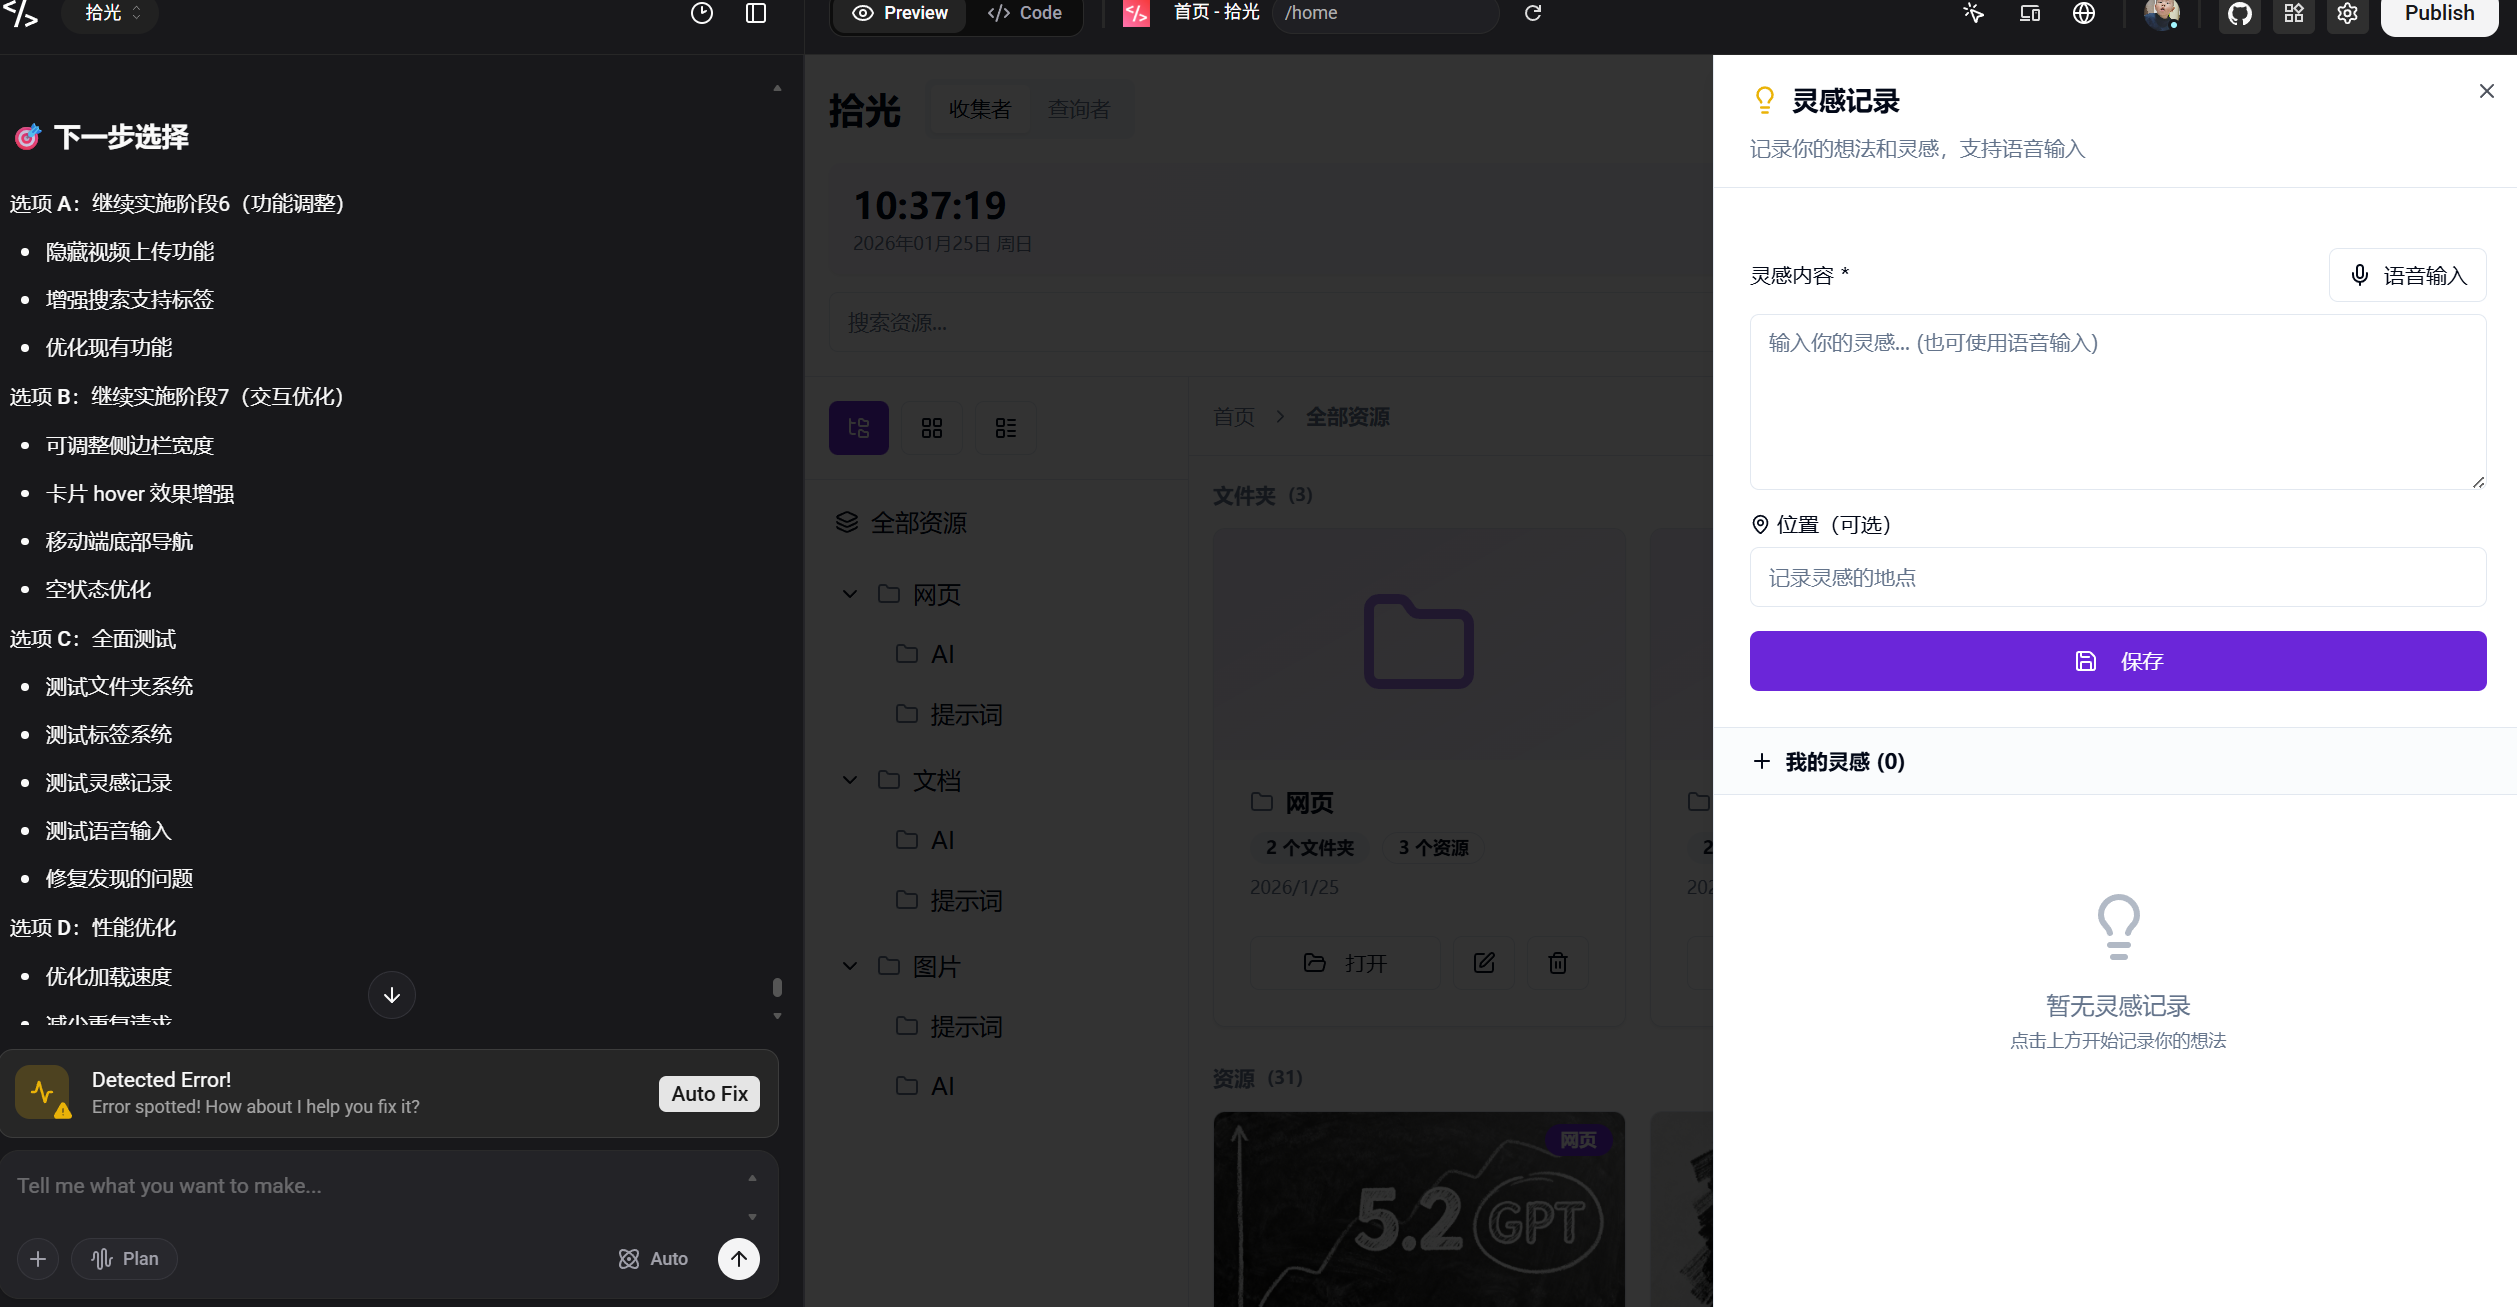 拾光
Preview
Code
首页 - 拾光
/home
Publish
🎯 下一步选择
选项 A：继续实施阶段6（功能调整）
• 隐藏视频上传功能
• 增强搜索支持标签
• 优化现有功能
选项 B：继续实施阶段7（交互优化）
• 可调整侧边栏宽度
• 卡片 hover 效果增强
• 移动端底部导航
• 空状态优化
选项 C：全面测试
• 测试文件夹系统
• 测试标签系统
• 测试灵感记录
• 测试语音输入
• 修复发现的问题
选项 D：性能优化
• 优化加载速度
• 减少重复请求
Detected Error!
Error spotted! How about I help you fix it?
Auto Fix
Tell me what you want to make...
Plan
Auto
拾光
收集者
查询者
10:37:19
2026年01月25日 周日
搜索资源...
首页 > 全部资源
全部资源
网页
AI
提示词
文档
AI
提示词
图片
提示词
AI
文件夹 (3)
网页
2 个文件夹
3 个资源
2026/1/25
打开
2
202
资源 (31)
网页
5.2 GPT
灵感记录
记录你的想法和灵感，支持语音输入
灵感内容 *
语音输入
输入你的灵感... (也可使用语音输入)
位置（可选）
记录灵感的地点
保存
我的灵感 (0)
暂无灵感记录
点击上方开始记录你的想法